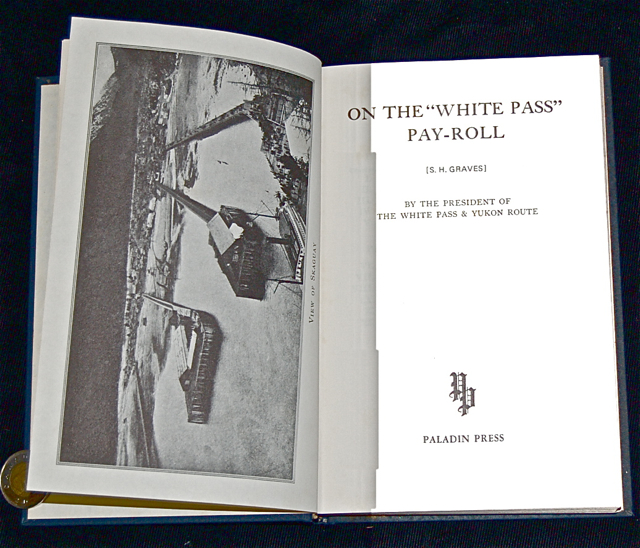 VIEW OF SKAGUAY
ON THE “WHITE PASS”
PAY-ROLL
[S. H. GRAVES]
BY THE PRESIDENT OF
THE WHITE PASS & YUKON ROUTE
PP
PALADIN PRESS